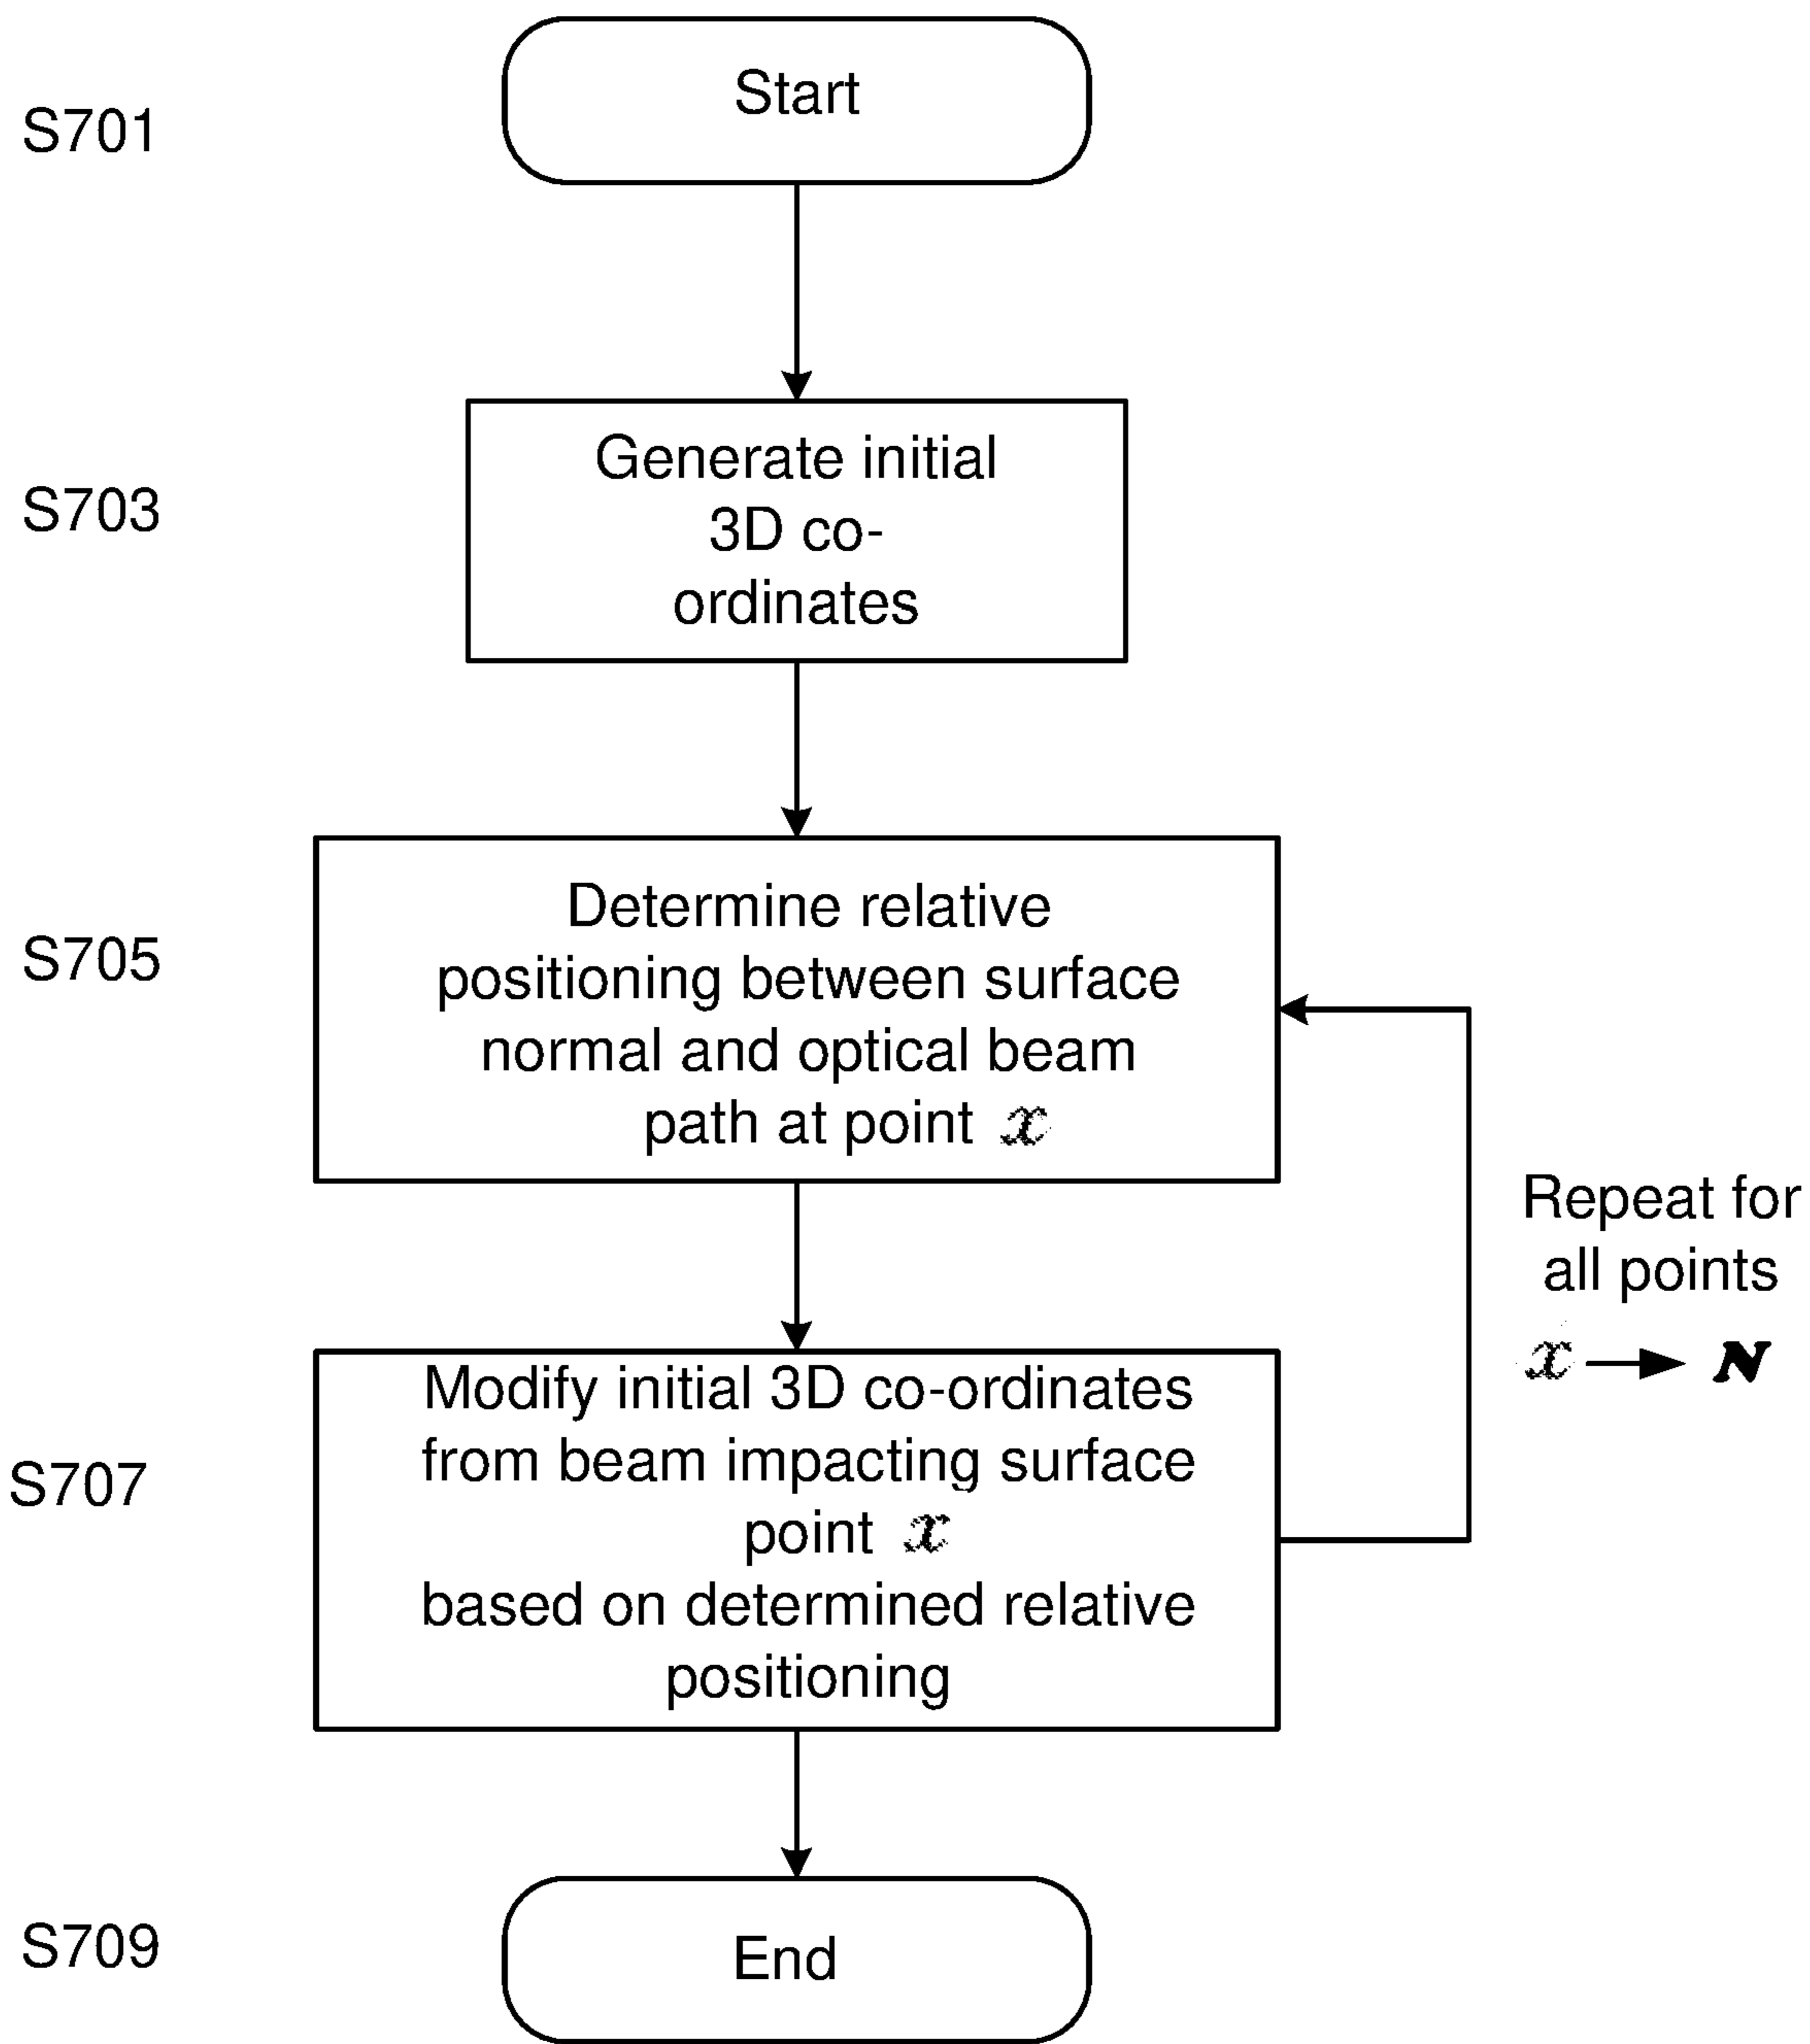 S701
Start
S703
Generate initial
3D co-
ordinates
S705
Determine relative
positioning between surface
normal and optical beam
path at point x
Repeat for
all points
x → N
S707
Modify initial 3D co-ordinates
from beam impacting surface
point x
based on determined relative
positioning
S709
End